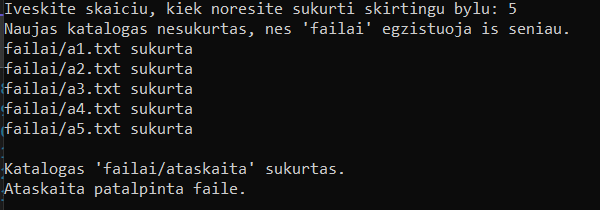 Iveskite skaiciu, kiek noresite sukurti skirtingu bylu: 5
Naujas katalogas nesukurtas, nes 'failai' egzistuoja is seniau.
failai/a1.txt sukurta
failai/a2.txt sukurta
failai/a3.txt sukurta
failai/a4.txt sukurta
failai/a5.txt sukurta
Katalogas 'failai/ataskaita' sukurtas.
Ataskaita patalpinta faile.